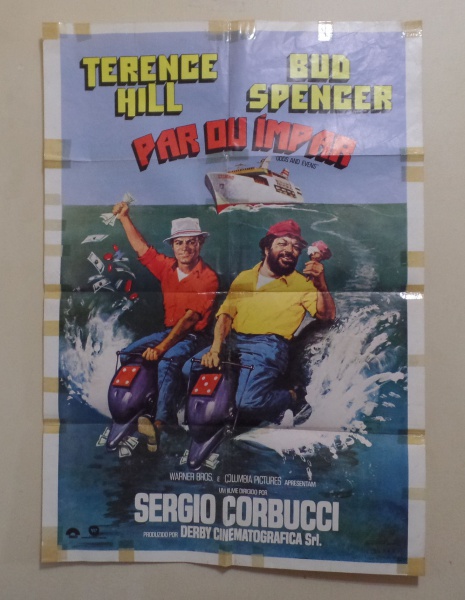 TERENCE HILL
BUD SPENCER
PAR OU ÍMPAR
"ODDS AND EVENS"
WARNER BROS. e COLUMBIA PICTURES APRESENTAM
UM FILME DIRIGIDO POR
SERGIO CORBUCCI
PRODUZIDO POR DERBY CINEMATOGRAFICA SrL.